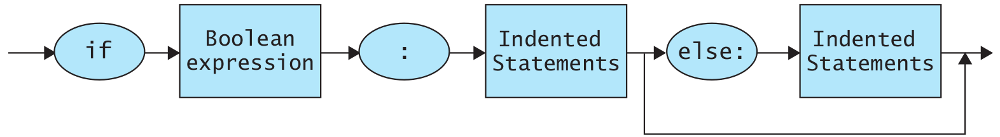 if
Boolean
expression
:
Indented
Statements
else:
Indented
Statements